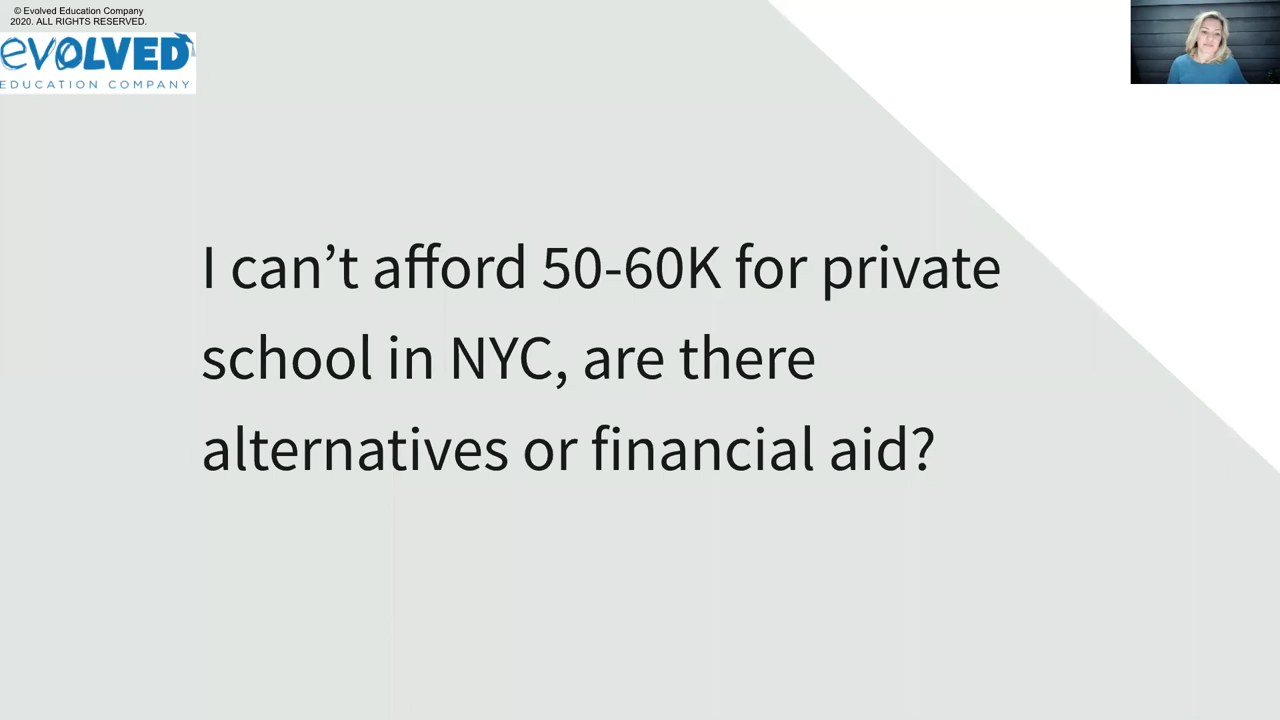 © Evolved Education Company
2020. ALL RIGHTS RESERVED.
evOLVED
EDUCATION COMPANY
I can’t afford 50-60K for private
school in NYC, are there
alternatives or financial aid?